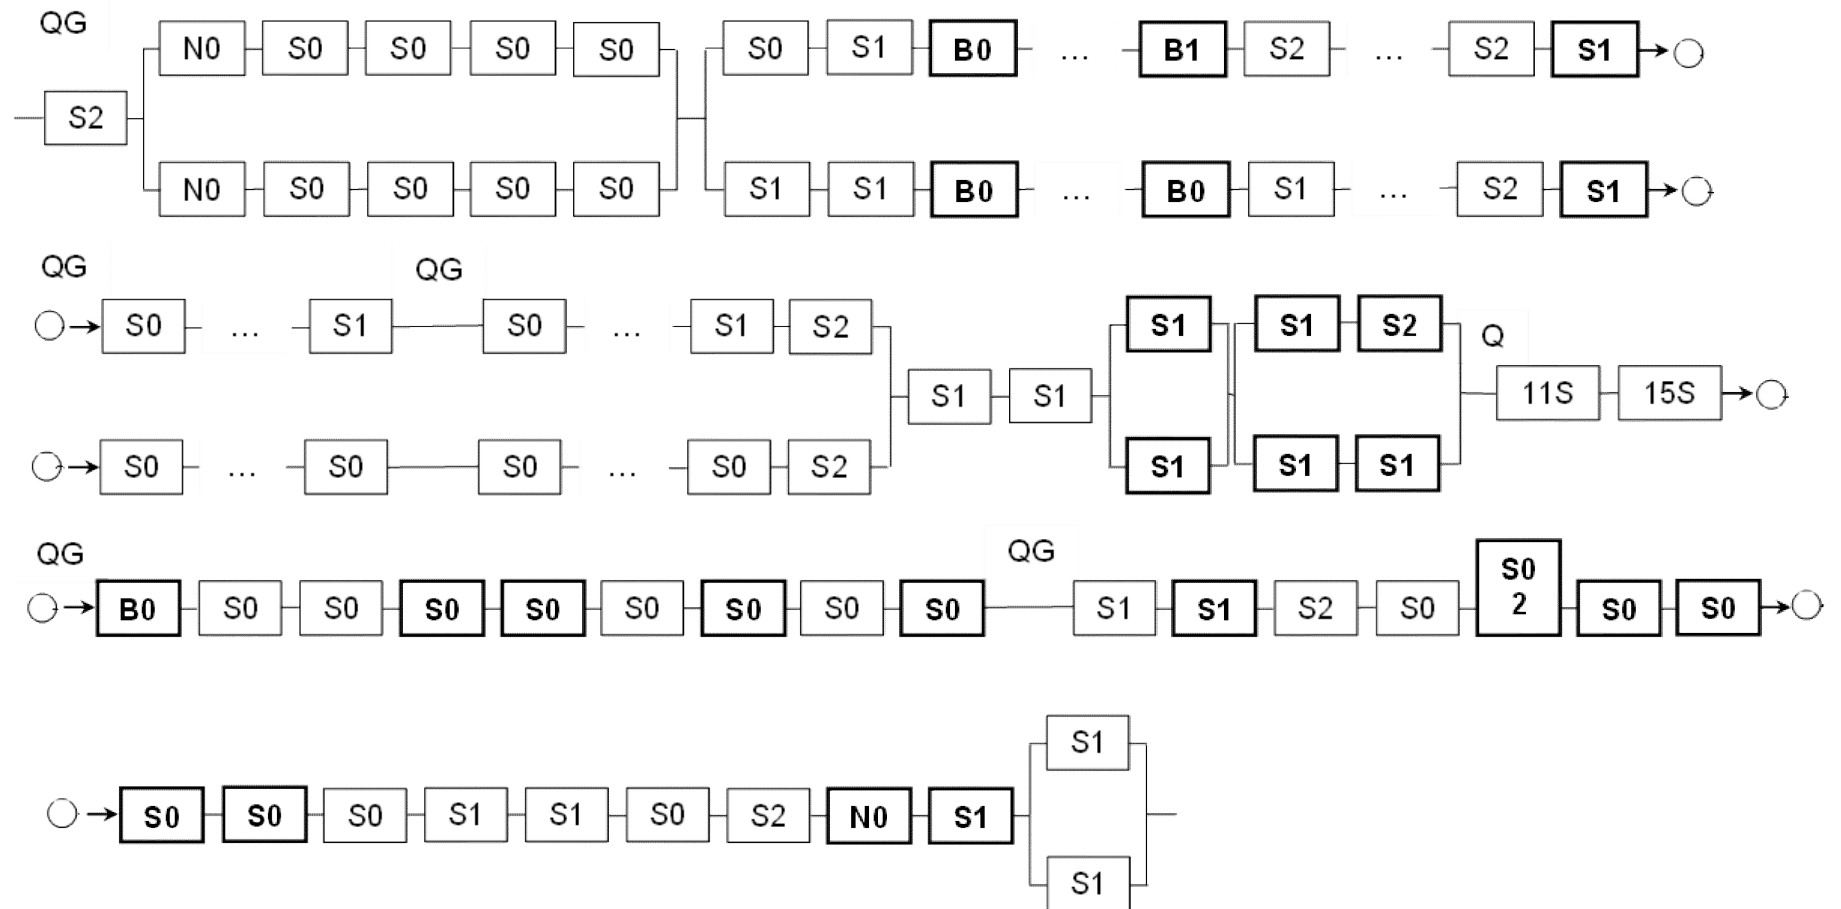 QG
N0 S0 S0 S0 S0 S0 S1 B0 ... B1 S2 ... S2 S1
S2
N0 S0 S0 S0 S0 S1 S1 B0 ... B0 S1 ... S2 S1
QG QG
S0 ... S1 S0 ... S1 S2 S1 S1 S2 Q
S1 S1 11S 15S
S0 ... S0 S0 ... S0 S2 S1 S1 S1
QG QG
B0 S0 S0 S0 S0 S0 S0 S0 S0 S1 S1 S2 S0 S0 2 S0 S0
S1
S0 S0 S0 S1 S1 S0 S2 N0 S1
S1